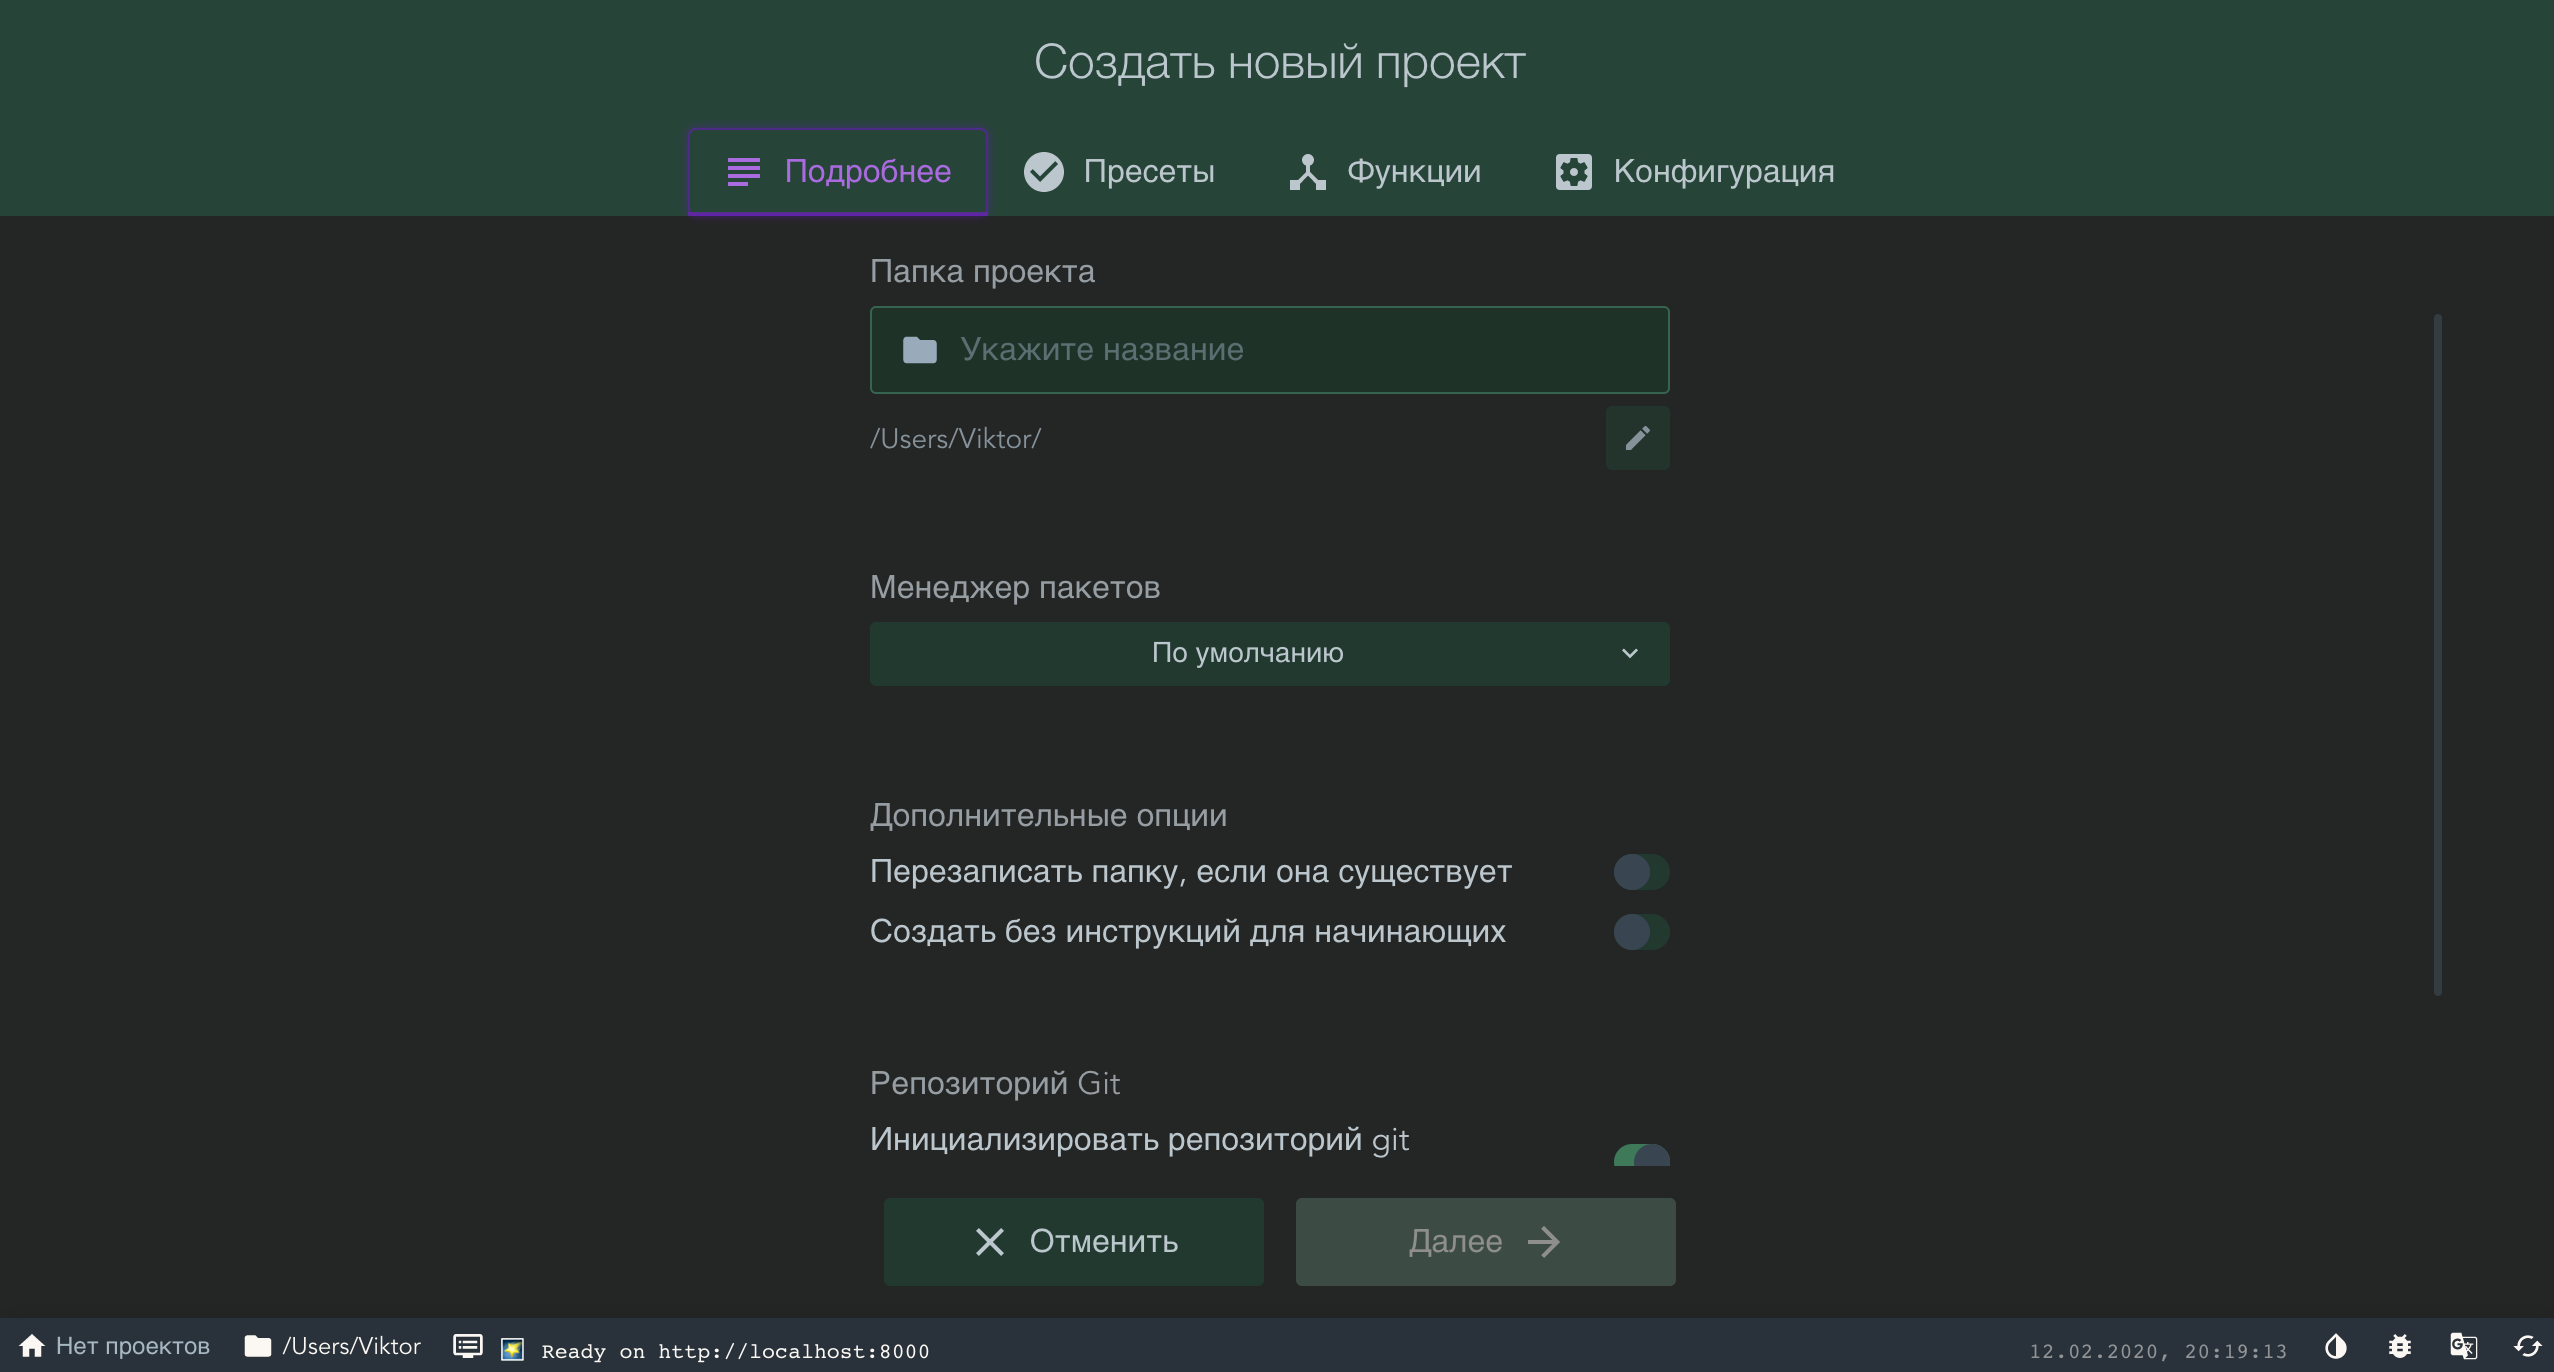 Создать новый проект
Подробнее Пресеты Функции Конфигурация
Папка проекта
Укажите название
/Users/Viktor/
Менеджер пакетов
По умолчанию
Дополнительные опции
Перезаписать папку, если она существует
Создать без инструкций для начинающих
Репозиторий Git
Инициализировать репозиторий git
Отменить Далее
Нет проектов /Users/Viktor Ready on http://localhost:8000 12.02.2020, 20:19:13